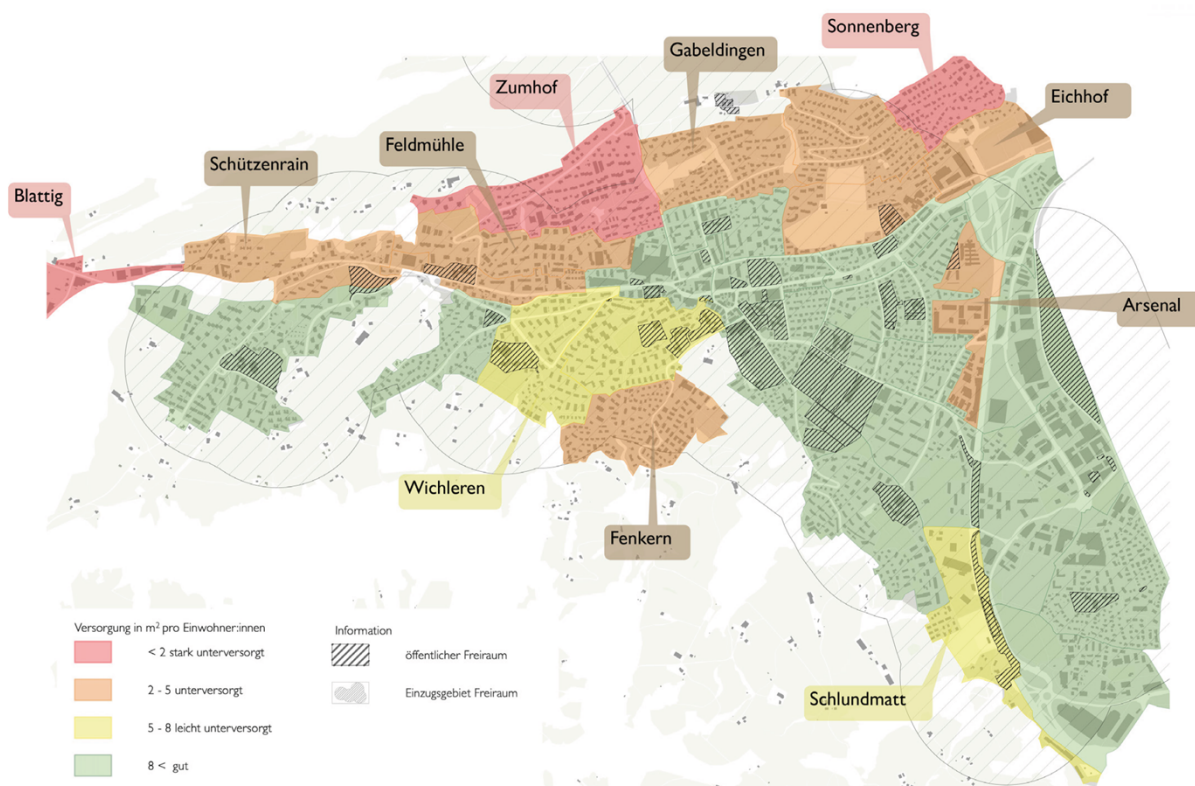 Sonnenberg
Gabeldingen
Zumhof
Eichhof
Feldmühle
Schützenrain
Blattig
Arsenal
Wichleren
Fenkern
Schlundmatt
Versorgung in m² pro Einwohner:innen
< 2 stark unterversorgt
2 - 5 unterversorgt
5 - 8 leicht unterversorgt
8 < gut
Information
öffentlicher Freiraum
Einzugsgebiet Freiraum